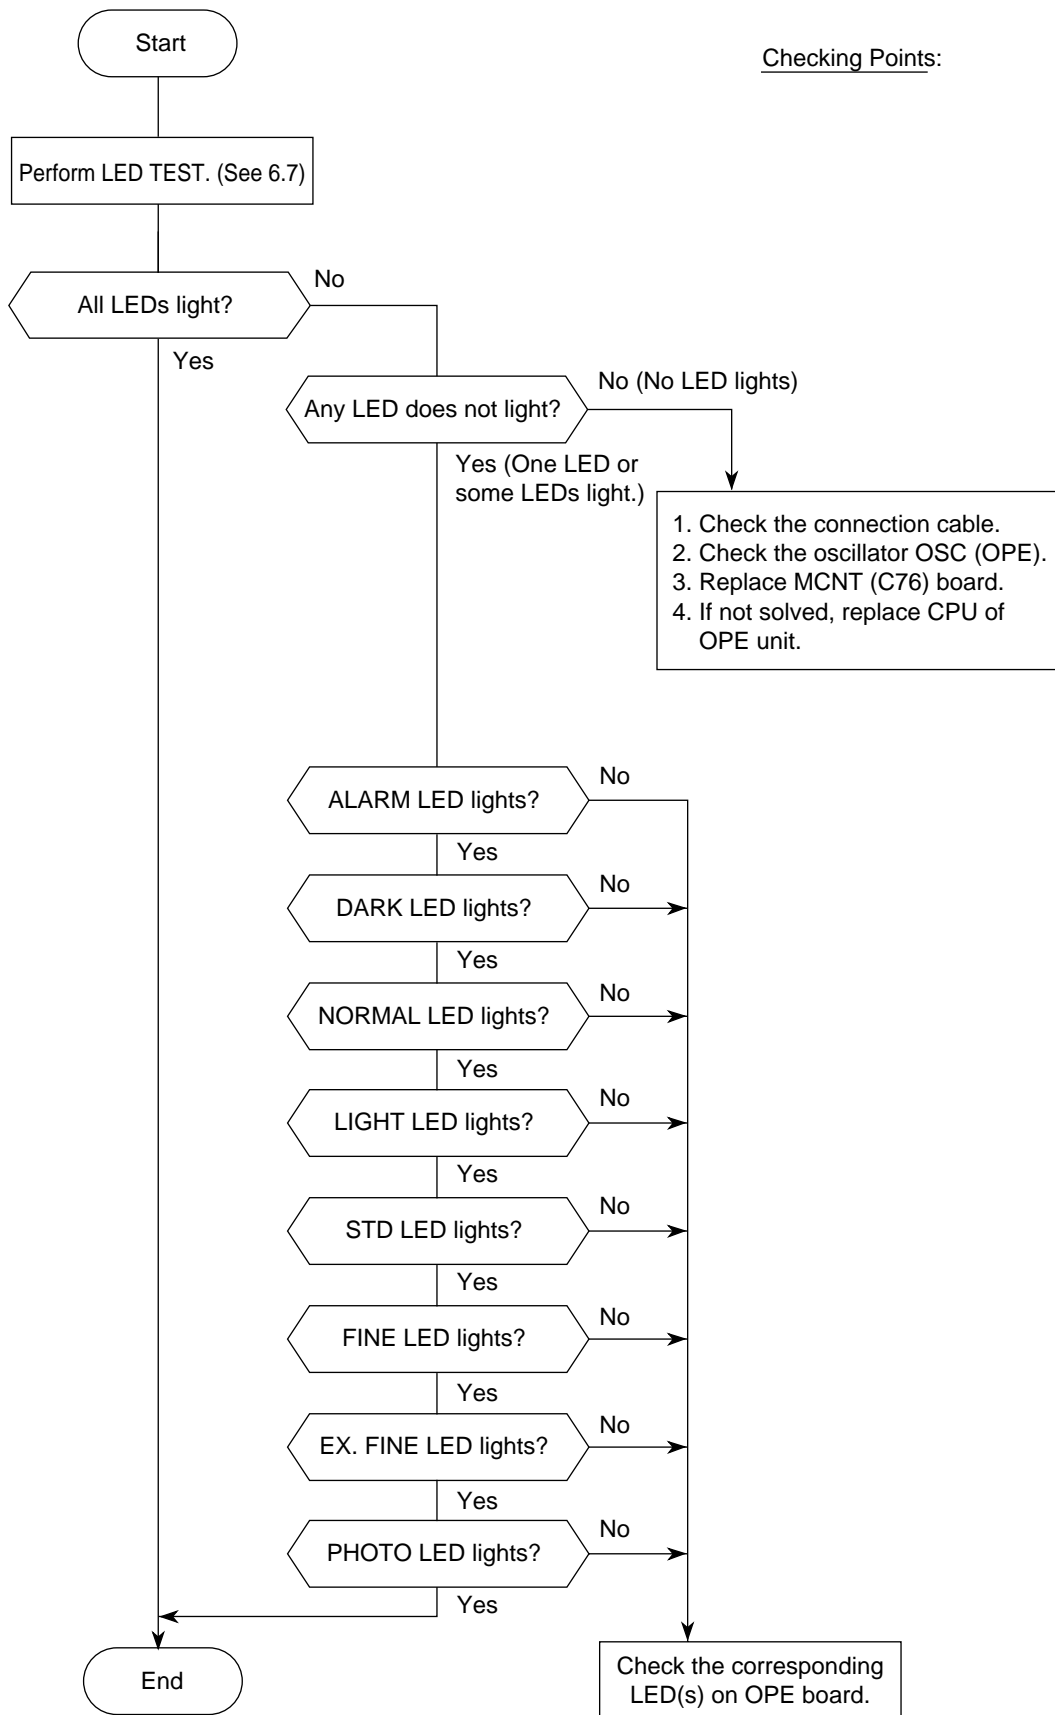 Start
Checking Points:
Perform LED TEST. (See 6.7)
All LEDs light?
No
Yes
Any LED does not light?
No (No LED lights)
Yes (One LED or
some LEDs light.)
1. Check the connection cable.
2. Check the oscillator OSC (OPE).
3. Replace MCNT (C76) board.
4. If not solved, replace CPU of
OPE unit.
ALARM LED lights?
No
Yes
DARK LED lights?
No
Yes
NORMAL LED lights?
No
Yes
LIGHT LED lights?
No
Yes
STD LED lights?
No
Yes
FINE LED lights?
No
Yes
EX. FINE LED lights?
No
Yes
PHOTO LED lights?
No
Yes
End
Check the corresponding
LED(s) on OPE board.